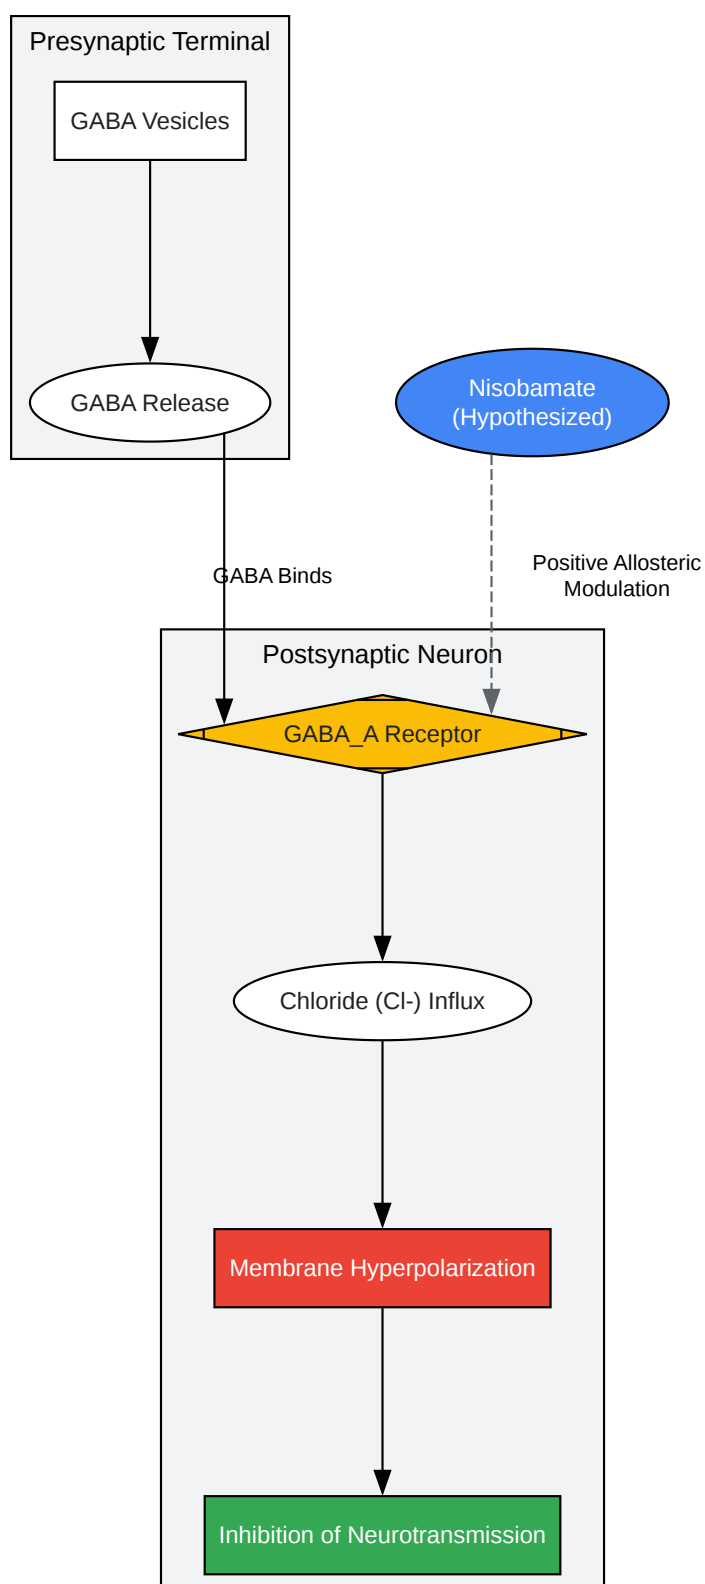 Presynaptic Terminal
GABA Vesicles
GABA Release
Nisobamate
(Hypothesized)
GABA Binds
Positive Allosteric
Modulation
Postsynaptic Neuron
GABA_A Receptor
Chloride (Cl-) Influx
Membrane Hyperpolarization
Inhibition of Neurotransmission